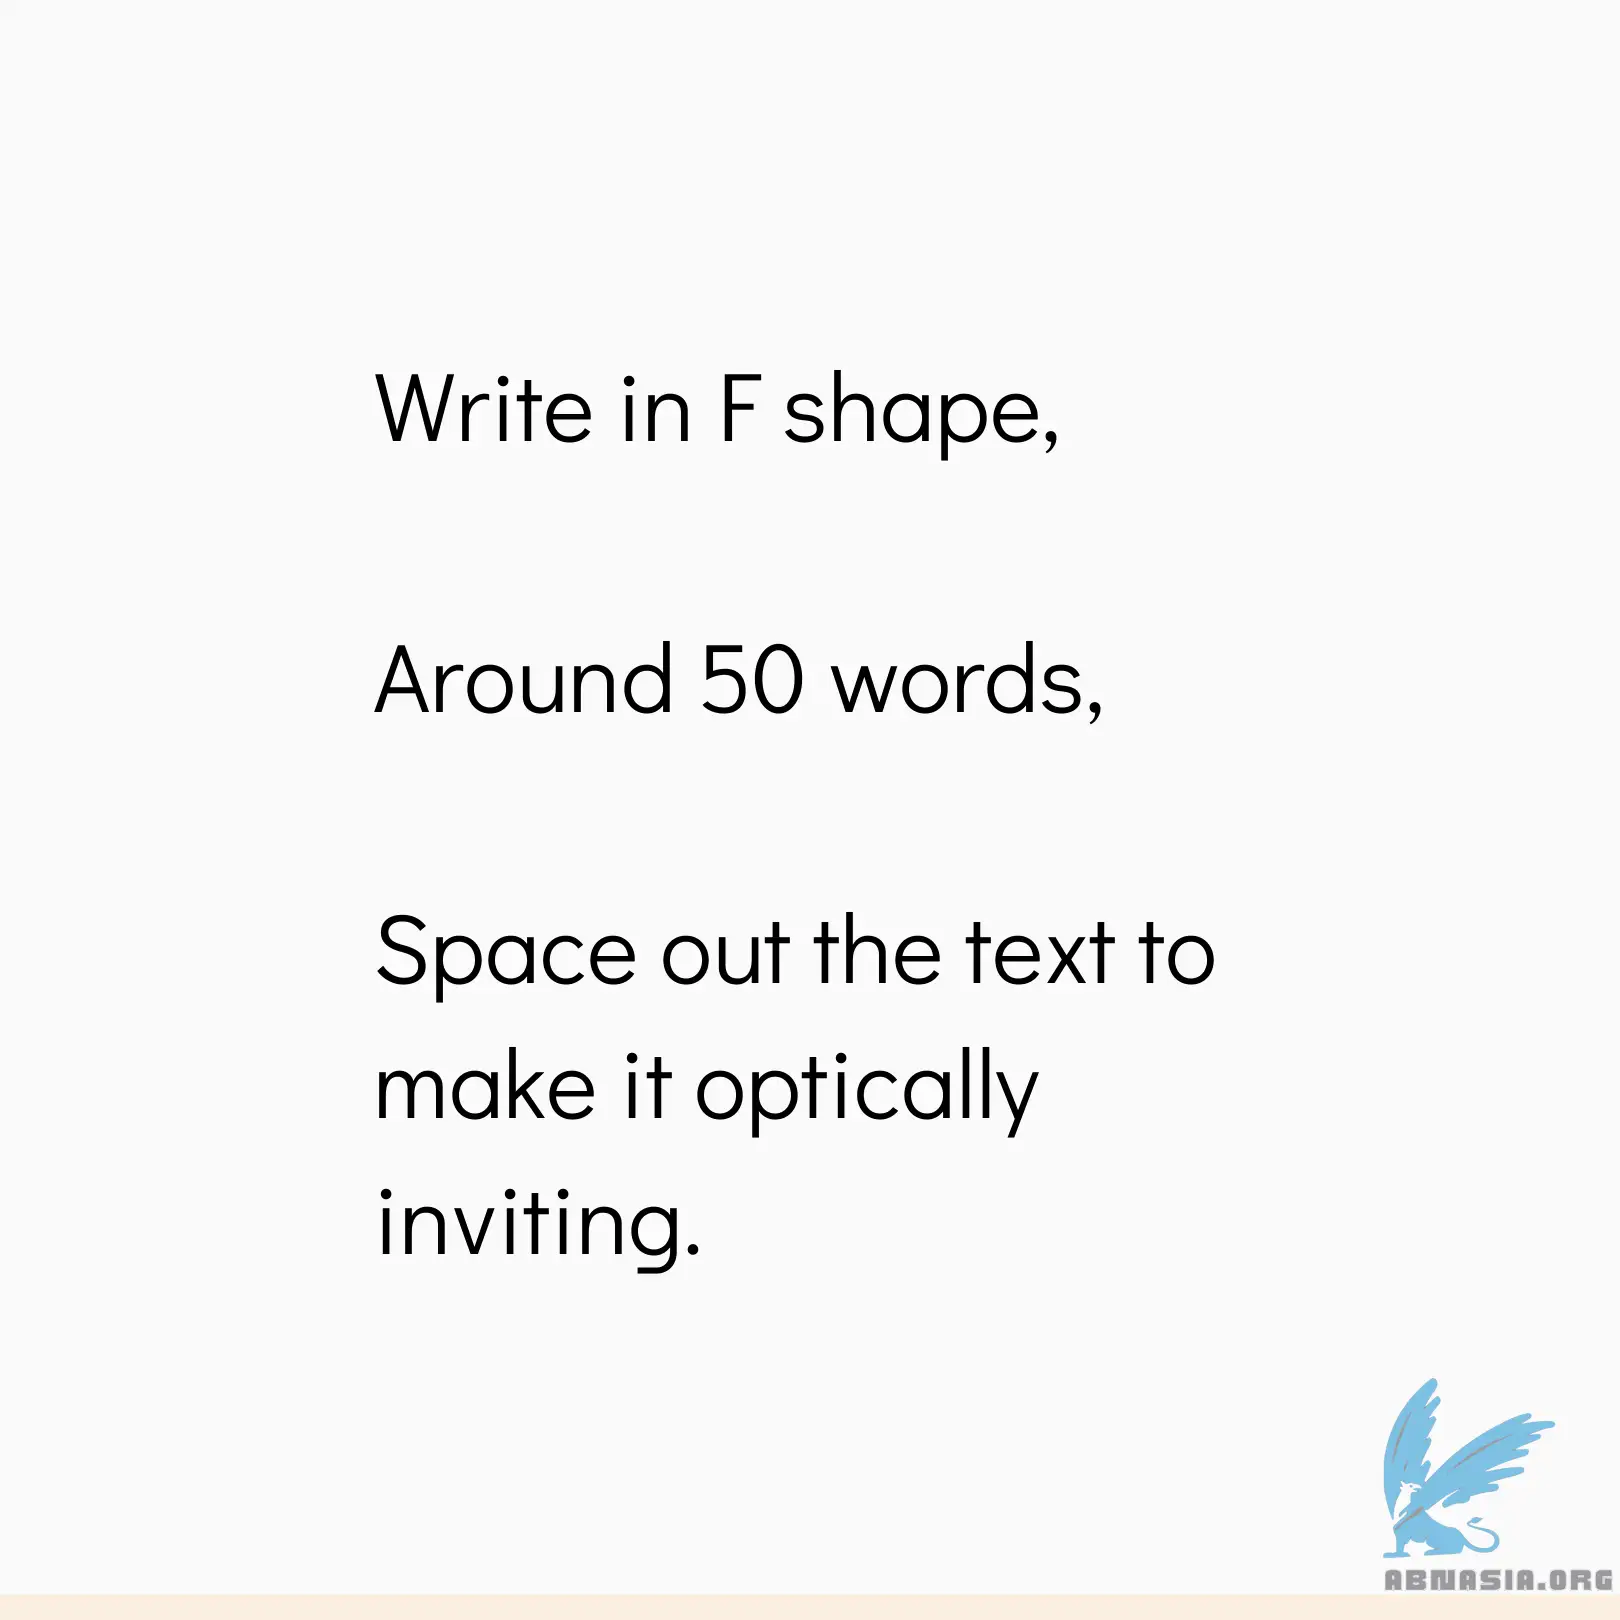 Write in F shape,
Around 50 words,
Space out the text to
make it optically
inviting.
ABNASIA.ORG